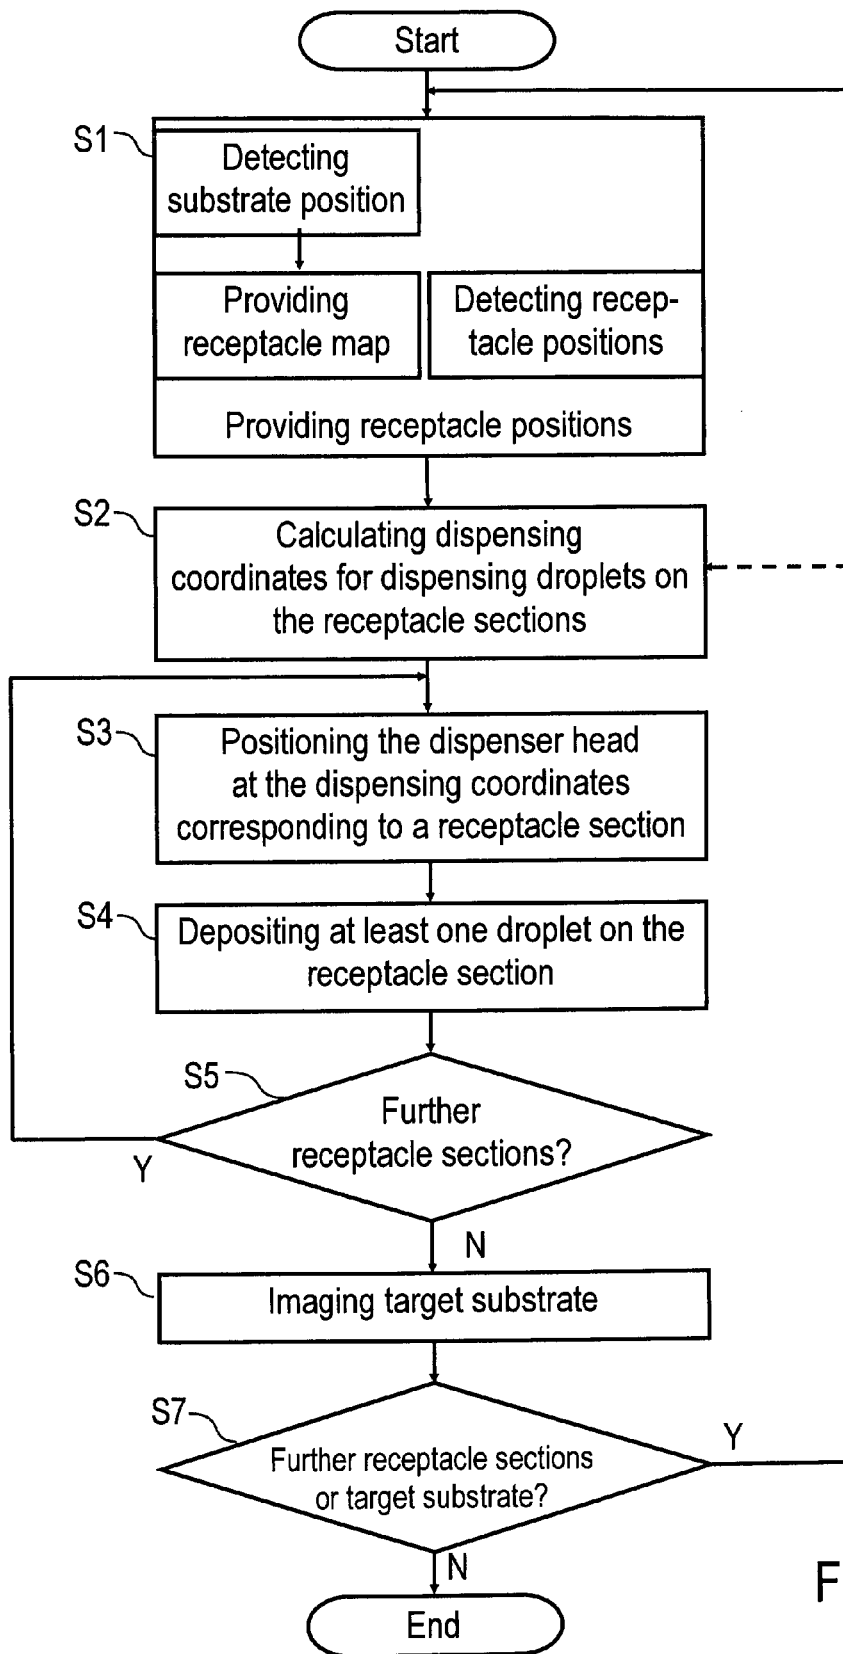 Start
S1
Detecting
substrate position
Providing
receptacle map
Detecting recep-
tacle positions
Providing receptacle positions
S2
Calculating dispensing
coordinates for dispensing droplets on
the receptacle sections
S3
Positioning the dispenser head
at the dispensing coordinates
corresponding to a receptacle section
S4
Depositing at least one droplet on the
receptacle section
S5
Further
receptacle sections?
Y
N
S6
Imaging target substrate
S7
Further receptacle sections
or target substrate?
Y
N
F
End